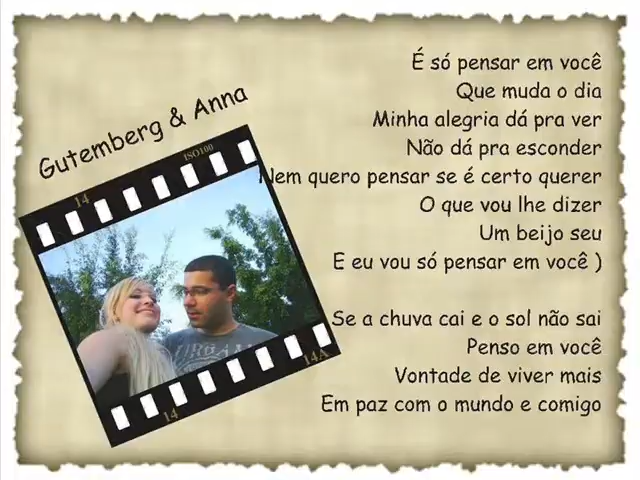 Gutemberg & Anna
É só pensar em você
Que muda o dia
Minha alegria dá pra ver
Não dá pra esconder
Nem quero pensar se é certo querer
O que vou lhe dizer
Um beijo seu
E eu vou só pensar em você )
Se a chuva cai e o sol não sai
Penso em você
Vontade de viver mais
Em paz com o mundo e comigo
14
ISO100
URBAN
14
14A